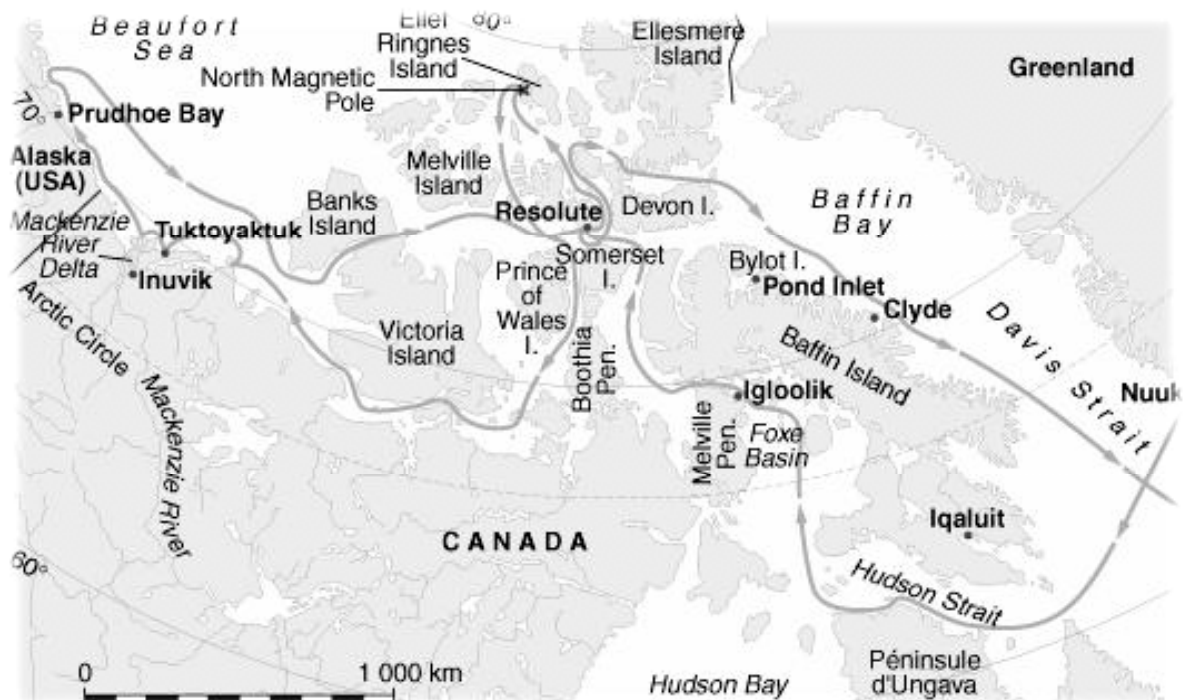 Beaufort
Sea
Ellef
Ringnes
Island
80°
Ellesmere
Island
Greenland
North Magnetic
Pole
70°
Prudhoe Bay
Alaska
(USA)
Melville
Island
Banks
Island
Resolute
Devon I.
Baffin
Bay
Mackenzie
River
Delta
Tuktoyaktuk
Inuvik
Somerset
I.
Prince
of
Wales
I.
Bylot I.
Pond Inlet
Clyde
Victoria
Island
Boothia
Pen.
Baffin Island
Davis Strait
Nuuk
Arctic Circle
Mackenzie River
Igloolik
Melville
Pen.
Foxe
Basin
Iqaluit
CANADA
60°
Hudson Strait
0
1 000 km
Hudson Bay
Péninsule
d'Ungava